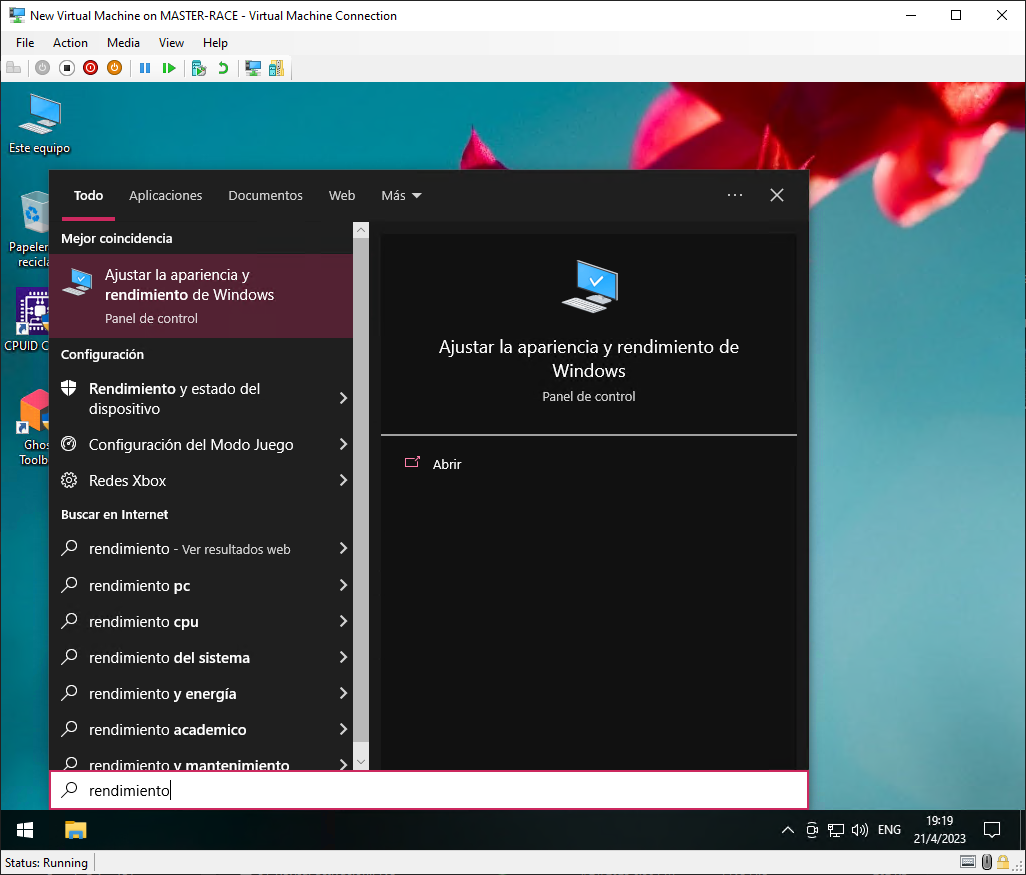 New Virtual Machine on MASTER-RACE - Virtual Machine Connection
File Action Media View Help
Este equipo
Papeler
recicla
CPUID C
Ghos
Toolb
Todo Aplicaciones Documentos Web Más
Mejor coincidencia
Ajustar la apariencia y
rendimiento de Windows
Panel de control
Configuración
Rendimiento y estado del
dispositivo
Configuración del Modo Juego
Redes Xbox
Buscar en Internet
rendimiento - Ver resultados web
rendimiento pc
rendimiento cpu
rendimiento del sistema
rendimiento y energía
rendimiento academico
rendimiento y mantenimiento
Ajustar la apariencia y rendimiento de
Windows
Panel de control
Abrir
rendimiento
ENG
19:19
21/4/2023
Status: Running